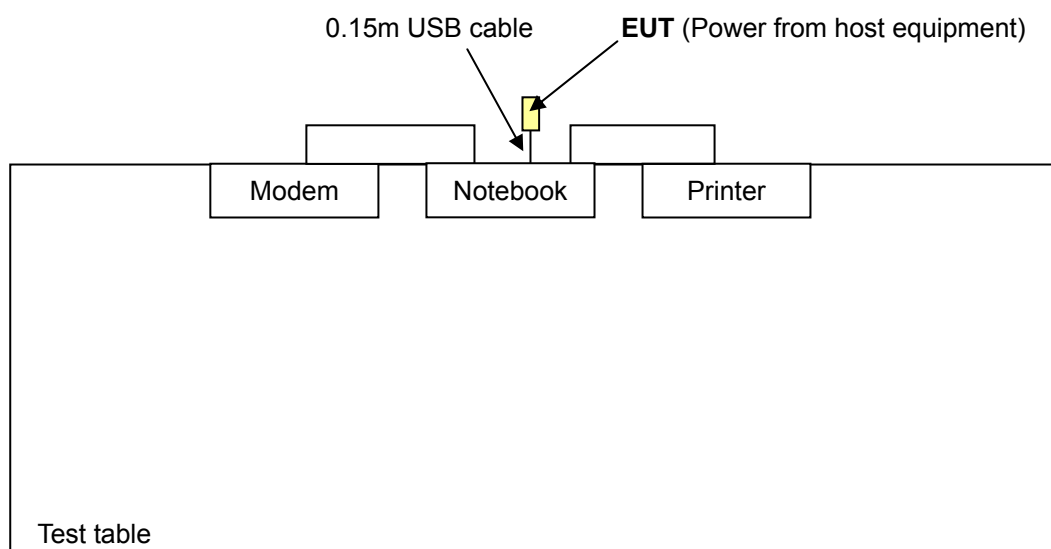 0.15m USB cable
EUT (Power from host equipment)
Modem
Notebook
Printer
Test table